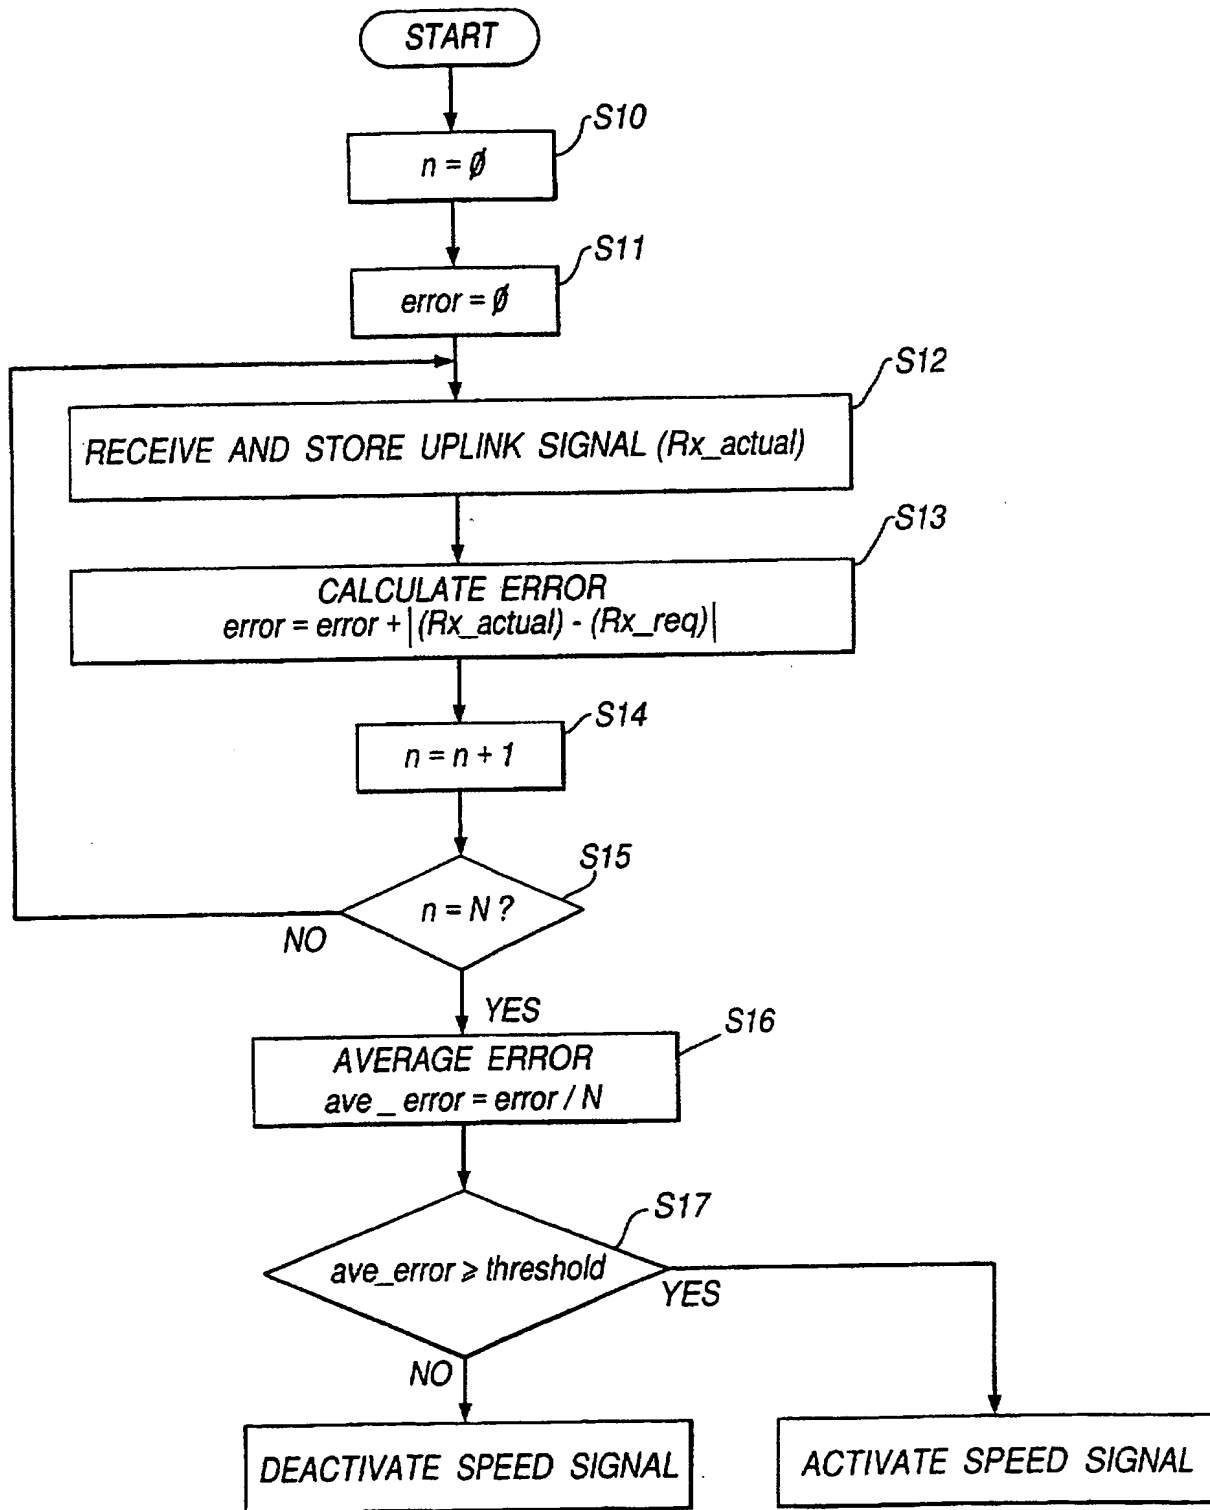 START
S10
n = ∅
S11
error = ∅
S12
RECEIVE AND STORE UPLINK SIGNAL (Rx_actual)
S13
CALCULATE ERROR
error = error + |(Rx_actual) - (Rx_req)|
S14
n = n + 1
S15
n = N ?
NO
YES
S16
AVERAGE ERROR
ave_error = error / N
S17
ave_error ⩾ threshold
YES
NO
DEACTIVATE SPEED SIGNAL
ACTIVATE SPEED SIGNAL